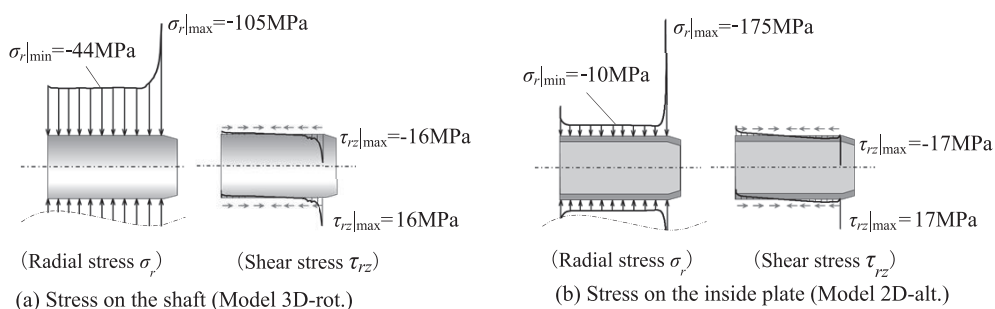 σr|max=-105MPa
σr|min=-44MPa
τrz|max=-16MPa
τrz|max=16MPa
(Radial stress σr)
(Shear stress τrz)
(a) Stress on the shaft (Model 3D-rot.)
σr|max=-175MPa
σr|min=-10MPa
τrz|max=-17MPa
τrz|max=17MPa
(Radial stress σr)
(Shear stress τrz)
(b) Stress on the inside plate (Model 2D-alt.)